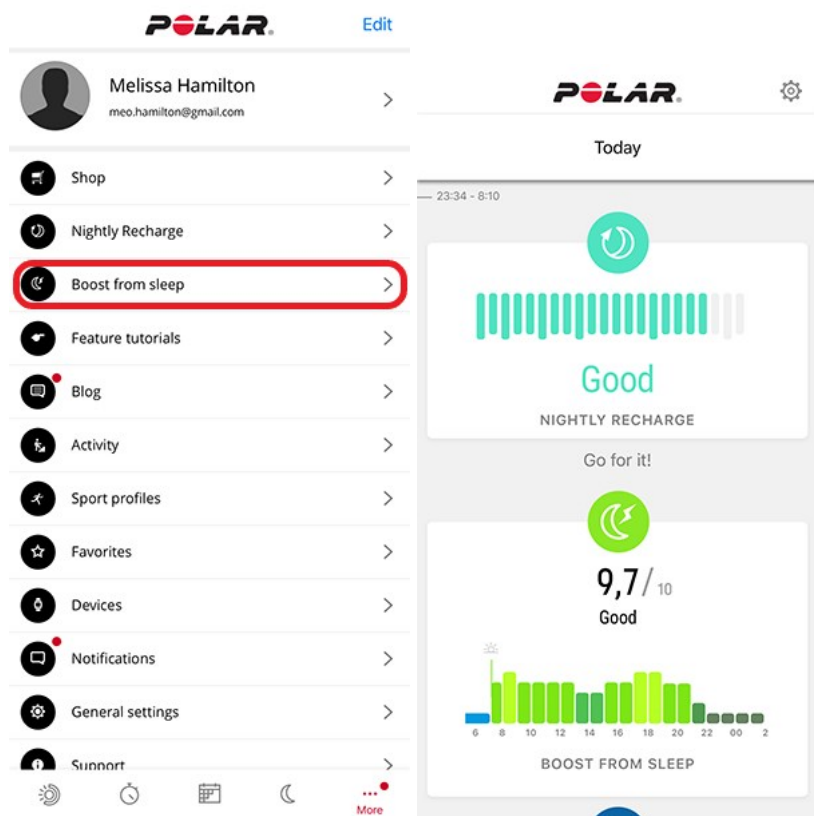 POLAR.
Edit
Melissa Hamilton
meo.hamilton@gmail.com
Shop
Nightly Recharge
Boost from sleep
Feature tutorials
Blog
Activity
Sport profiles
Favorites
Devices
Notifications
General settings
Support
More
POLAR.
Today
23:34 - 8:10
Good
NIGHTLY RECHARGE
Go for it!
9,7/10
Good
6 8 10 12 14 16 18 20 22 00 2
BOOST FROM SLEEP